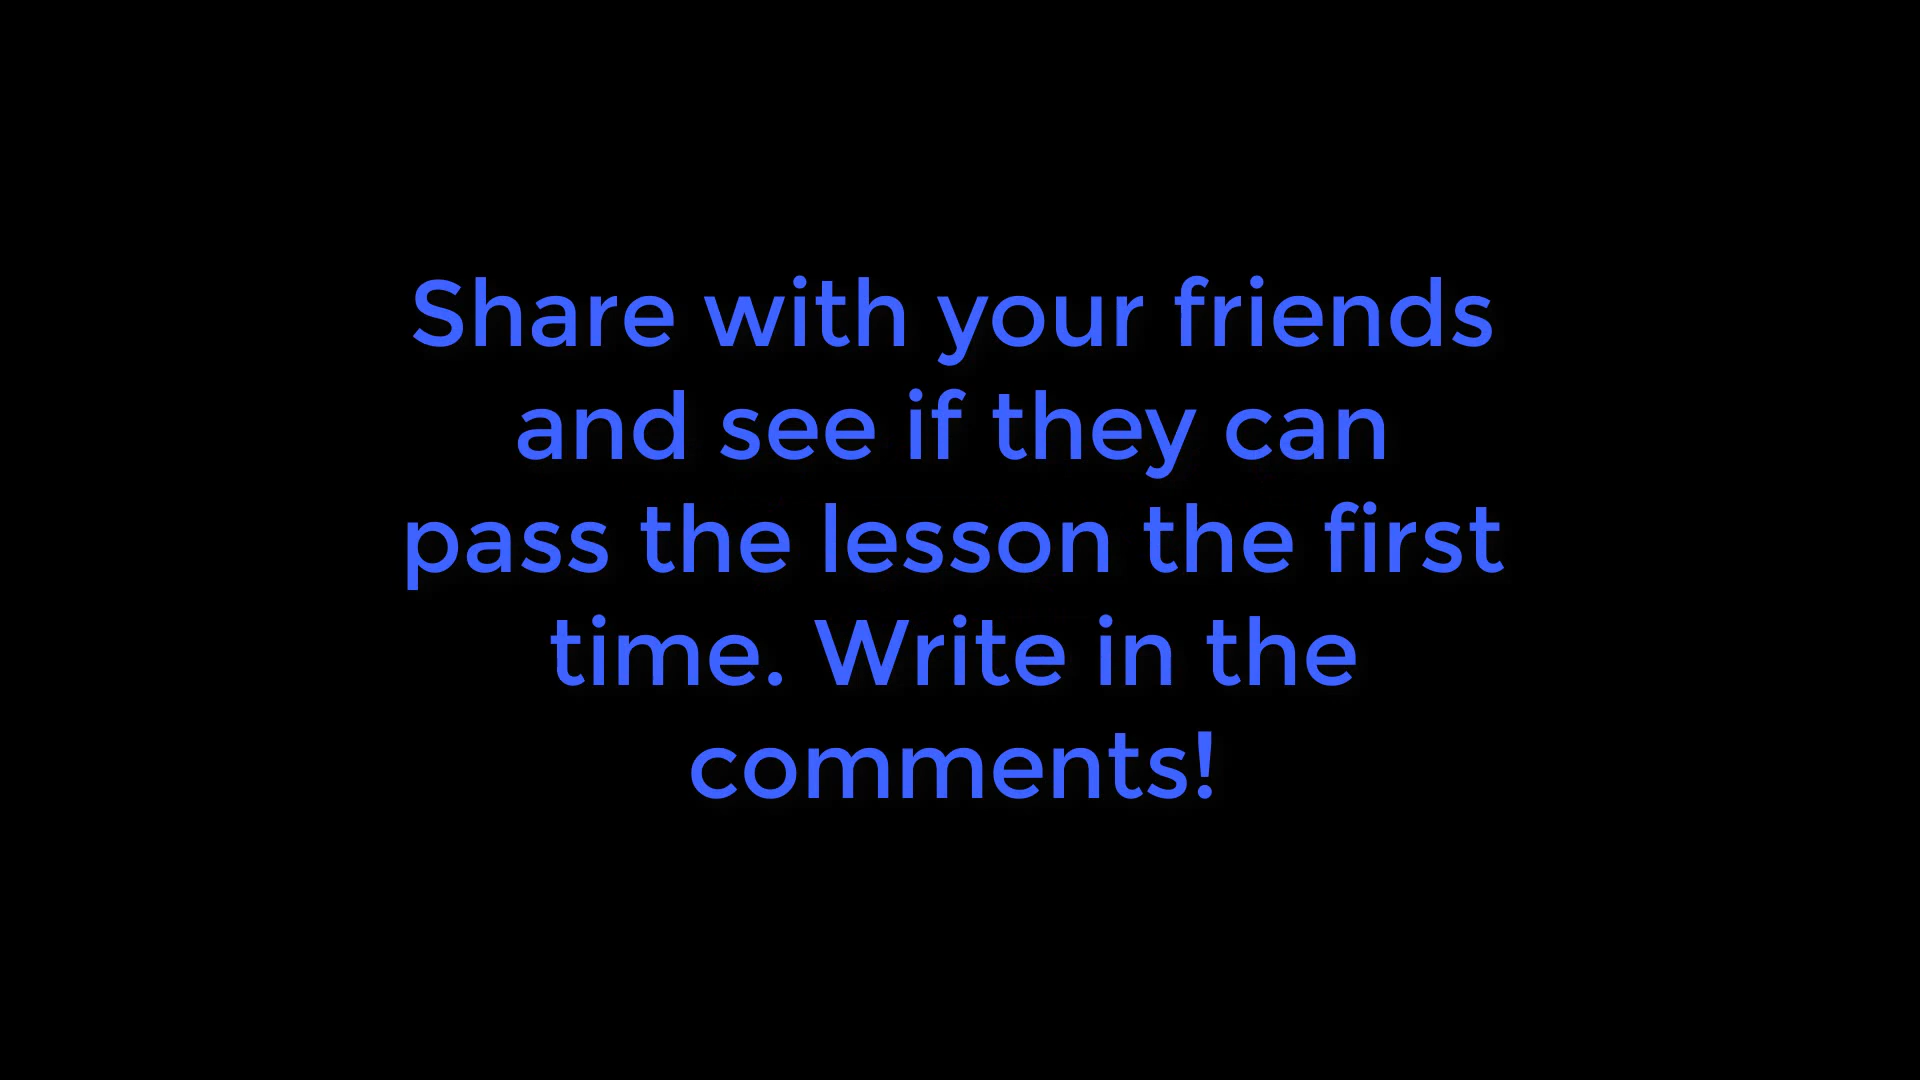 Share with your friends
and see if they can
pass the lesson the first
time. Write in the
comments!